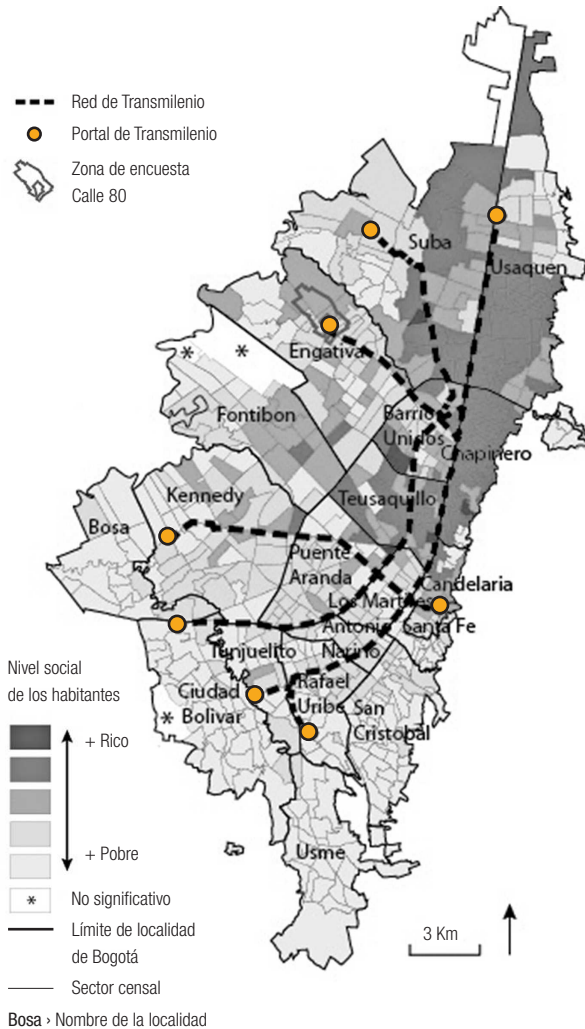 Red de Transmilenio
Portal de Transmilenio
Zona de encuesta
Calle 80
Suba
Usaquen
Engativa
*
*
Fontibon
Barrios
Unidos
Chapinero
Kennedy
Teusaquillo
Bosa
Puente
Aranda
Candelaria
Los Martires
Antonio
Nariño
Santa Fe
Tunjuelito
Ciudad
Bolivar
*
Rafael
Uribe
San
Cristobal
Usme
Nivel social
de los habitantes
+ Rico
+ Pobre
* No significativo
Límite de localidad
de Bogotá
Sector censal
Bosa › Nombre de la localidad
3 Km